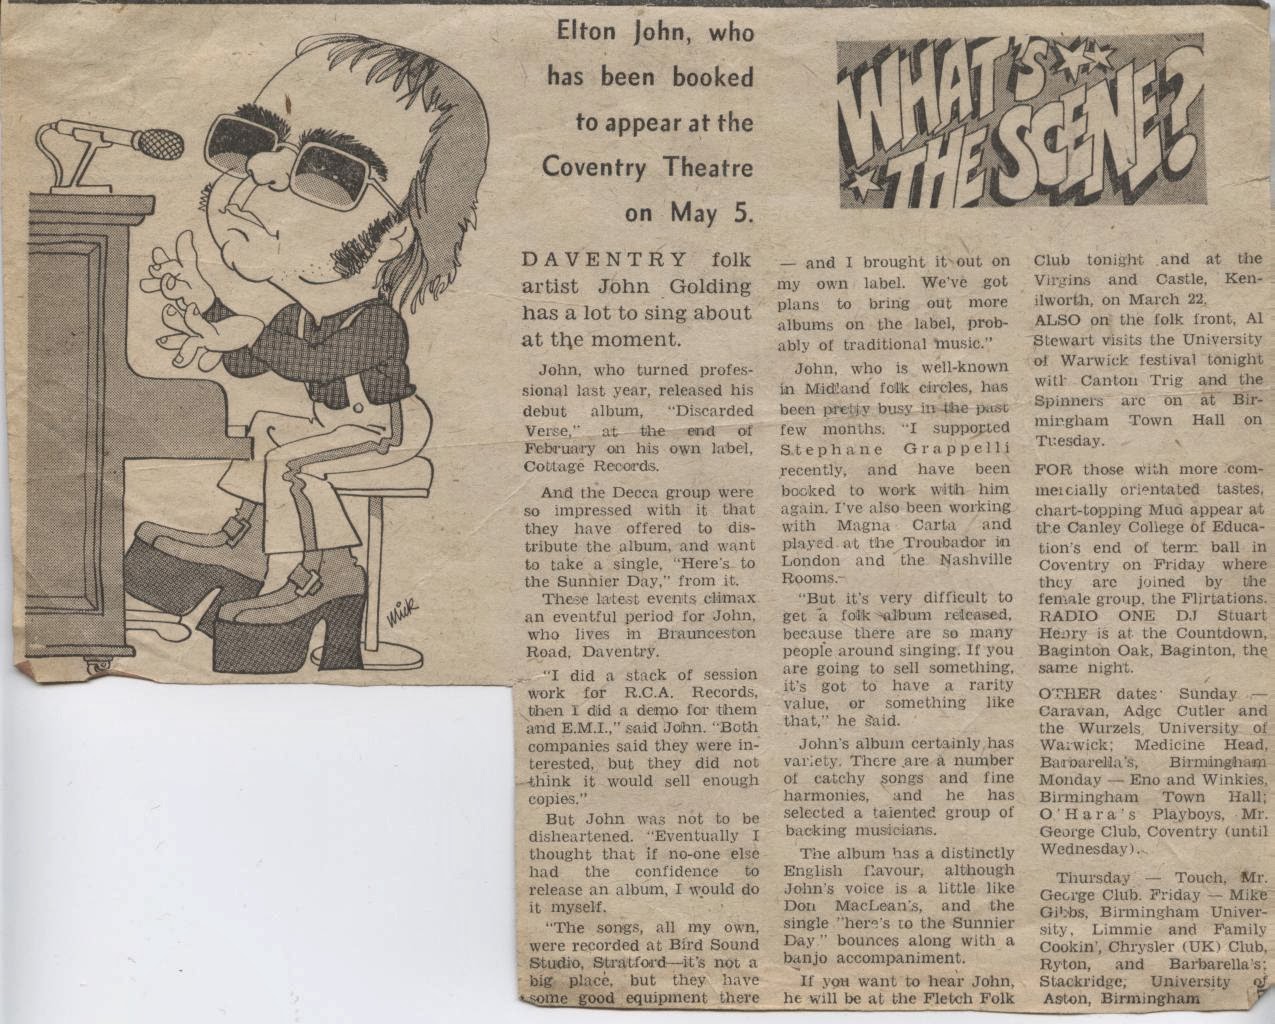 Elton John, who
has been booked
to appear at the
Coventry Theatre
on May 5.
WHAT'S
THE SCENE?
mick
DAVENTRY folk
artist John Golding
has a lot to sing about
at the moment.
John, who turned profes-
sional last year, released his
debut album, "Discarded
Verse," at the end of
February on his own label,
Cottage Records.
And the Decca group were
so impressed with it that
they have offered to dis-
tribute the album, and want
to take a single, "Here's to
the Sunnier Day," from it.
These latest events climax
an eventful period for John,
who lives in Braunceston
Road, Daventry.
"I did a stack of session
work for R.C.A. Records,
then I did a demo for them
and E.M.I.," said John. "Both
companies said they were in-
terested, but they did not
think it would sell enough
copies."
But John was not to be
disheartened. "Eventually I
thought that if no-one else
had the confidence to
release an album, I would do
it myself.
"The songs, all my own,
were recorded at Bird Sound
Studio, Stratford—it's not a
big place, but they have
some good equipment there
— and I brought it out on
my own label. We've got
plans to bring out more
albums on the label, prob-
ably of traditional music."
John, who is well-known
in Midland folk circles, has
been pretty busy in the past
few months. "I supported
Stephane Grappelli
recently, and have been
booked to work with him
again. I've also been working
with Magna Carta and
played at the Troubador in
London and the Nashville
Rooms.
"But it's very difficult to
get a folk album released,
because there are so many
people around singing. If you
are going to sell something,
it's got to have a rarity
value, or something like
that," he said.
John's album certainly has
variety. There are a number
of catchy songs and fine
harmonies, and he has
selected a talented group of
backing musicians.
The album has a distinctly
English flavour, although
John's voice is a little like
Don MacLean's, and the
single "here's to the Sunnier
Day" bounces along with a
banjo accompaniment.
If you want to hear John,
he will be at the Fletch Folk
Club tonight and at the
Virgins and Castle, Ken-
ilworth, on March 22.
ALSO on the folk front, Al
Stewart visits the University
of Warwick festival tonight
with Canton Trig and the
Spinners are on at Bir-
mingham Town Hall on
Tuesday.
FOR those with more com-
mercially orientated tastes,
chart-topping Mud appear at
the Canley College of Educa-
tion's end of term ball in
Coventry on Friday where
they are joined by the
female group, the Flirtations.
RADIO ONE DJ Stuart
Henry is at the Countdown,
Baginton Oak, Baginton, the
same night.
OTHER dates: Sunday —
Caravan, Adge Cutler and
the Wurzels, University of
Warwick; Medicine Head,
Barbarella's, Birmingham
Monday — Eno and Winkies,
Birmingham Town Hall;
O'Hara's Playboys, Mr.
George Club, Coventry (until
Wednesday).
Thursday — Touch, Mr.
George Club. Friday — Mike
Gibbs, Birmingham Univer-
sity, Limmie and Family
Cookin', Chrysler (UK) Club,
Ryton, and Barbarella's;
Stackridge, University of
Aston, Birmingham